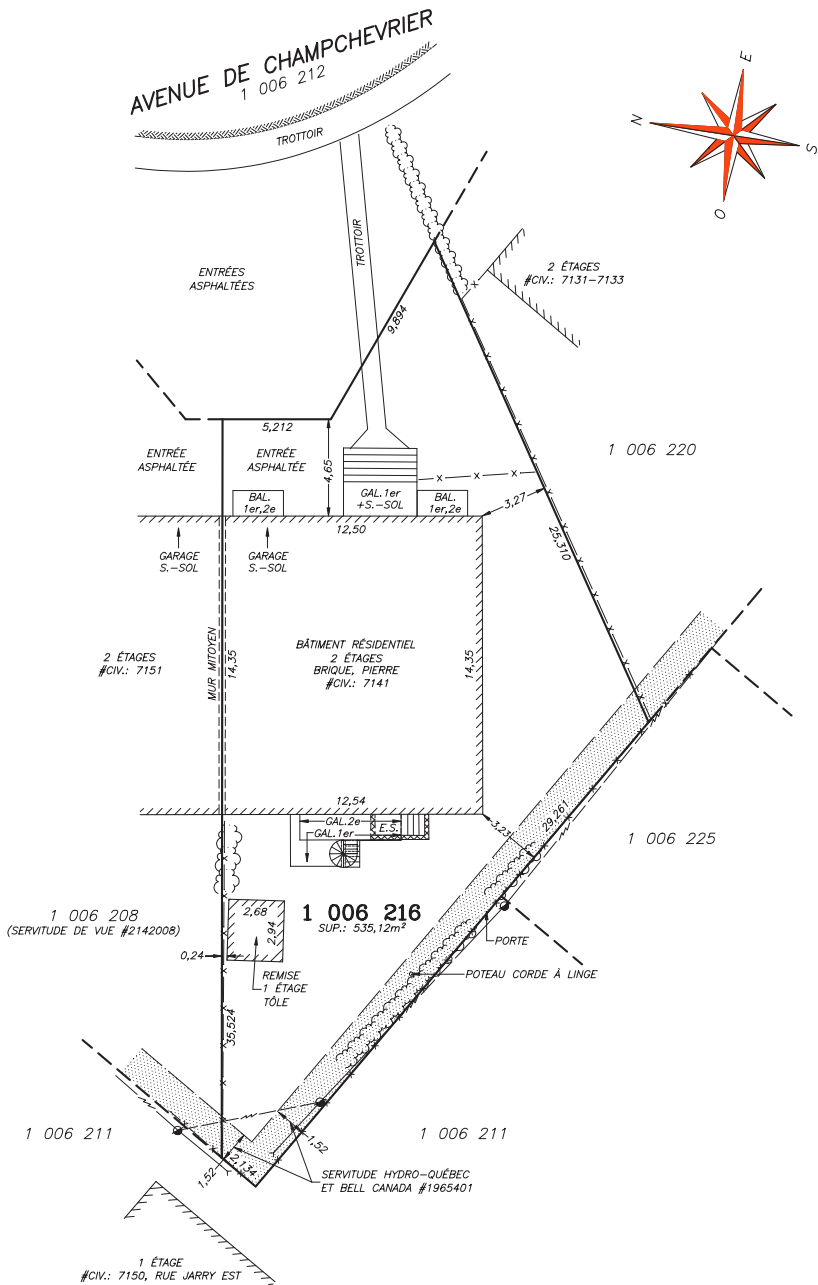 AVENUE DE CHAMPCHEVRIER
1 006 212
TROTTOIR
E
N
S
O
TROTTOIR
ENTRÉES
ASPHALTÉES
2 ÉTAGES
#CIV.: 7131-7133
9,894
5,212
ENTRÉE
ASPHALTÉE
ENTRÉE
ASPHALTÉE
4,65
1 006 220
BAL.
1er,2e
GAL.1er
+S.-SOL
BAL.
1er,2e
3,27
12,50
25,310
GARAGE
S.-SOL
GARAGE
S.-SOL
2 ÉTAGES
#CIV.: 7151
MUR MITOYEN
14,35
BÂTIMENT RÉSIDENTIEL
2 ÉTAGES
BRIQUE, PIERRE
#CIV.: 7141
14,35
12,54
GAL.2e
E.S.
GAL.1er
3,23
29,261
1 006 225
1 006 208
(SERVITUDE DE VUE #2142008)
2,68
2,94
1 006 216
SUP.: 535,12m²
PORTE
0,24
REMISE
1 ÉTAGE
TÔLE
POTEAU CORDE À LINGE
35,524
1 006 211
1 006 211
1,52
1,52
2,134
SERVITUDE HYDRO-QUÉBEC
ET BELL CANADA #1965401
1 ÉTAGE
#CIV.: 7150, RUE JARRY EST